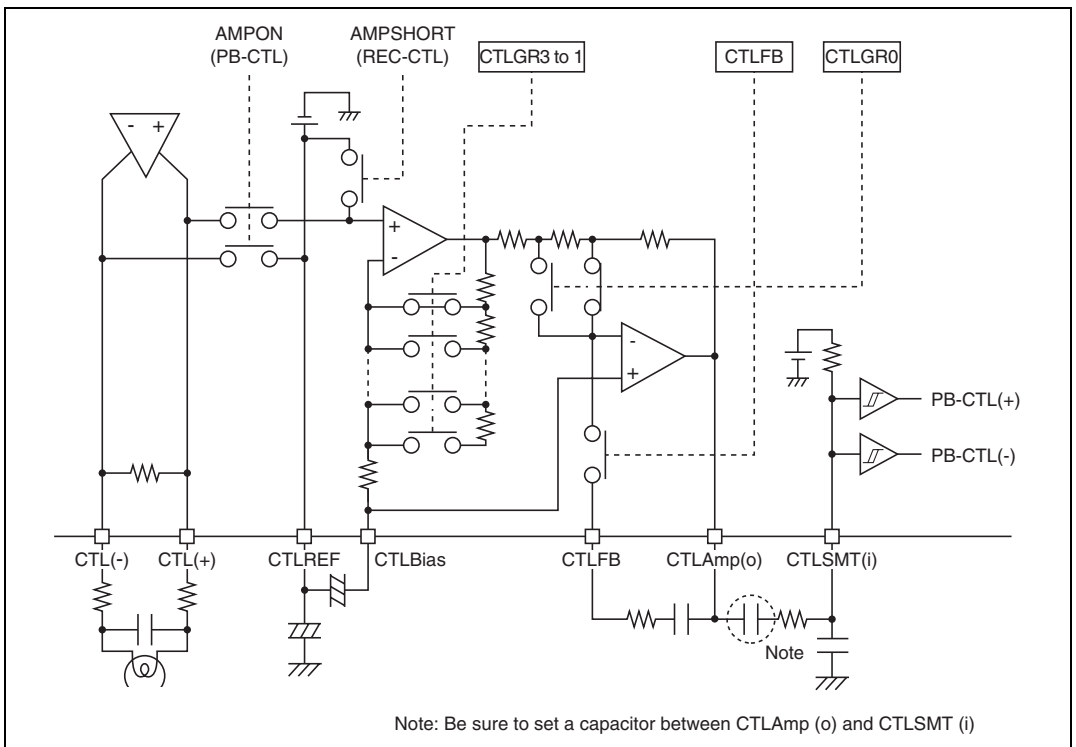 AMPON
(PB-CTL)
AMPSHORT
(REC-CTL)
CTLGR3 to 1
CTLFB
CTLGR0
- +
+
-
-
+
PB-CTL(+)
PB-CTL(-)
CTL(-)
CTL(+)
CTLREF
CTLBias
CTLFB
CTLAmp(o)
CTLSMT(i)
Note
Note: Be sure to set a capacitor between CTLAmp (o) and CTLSMT (i)